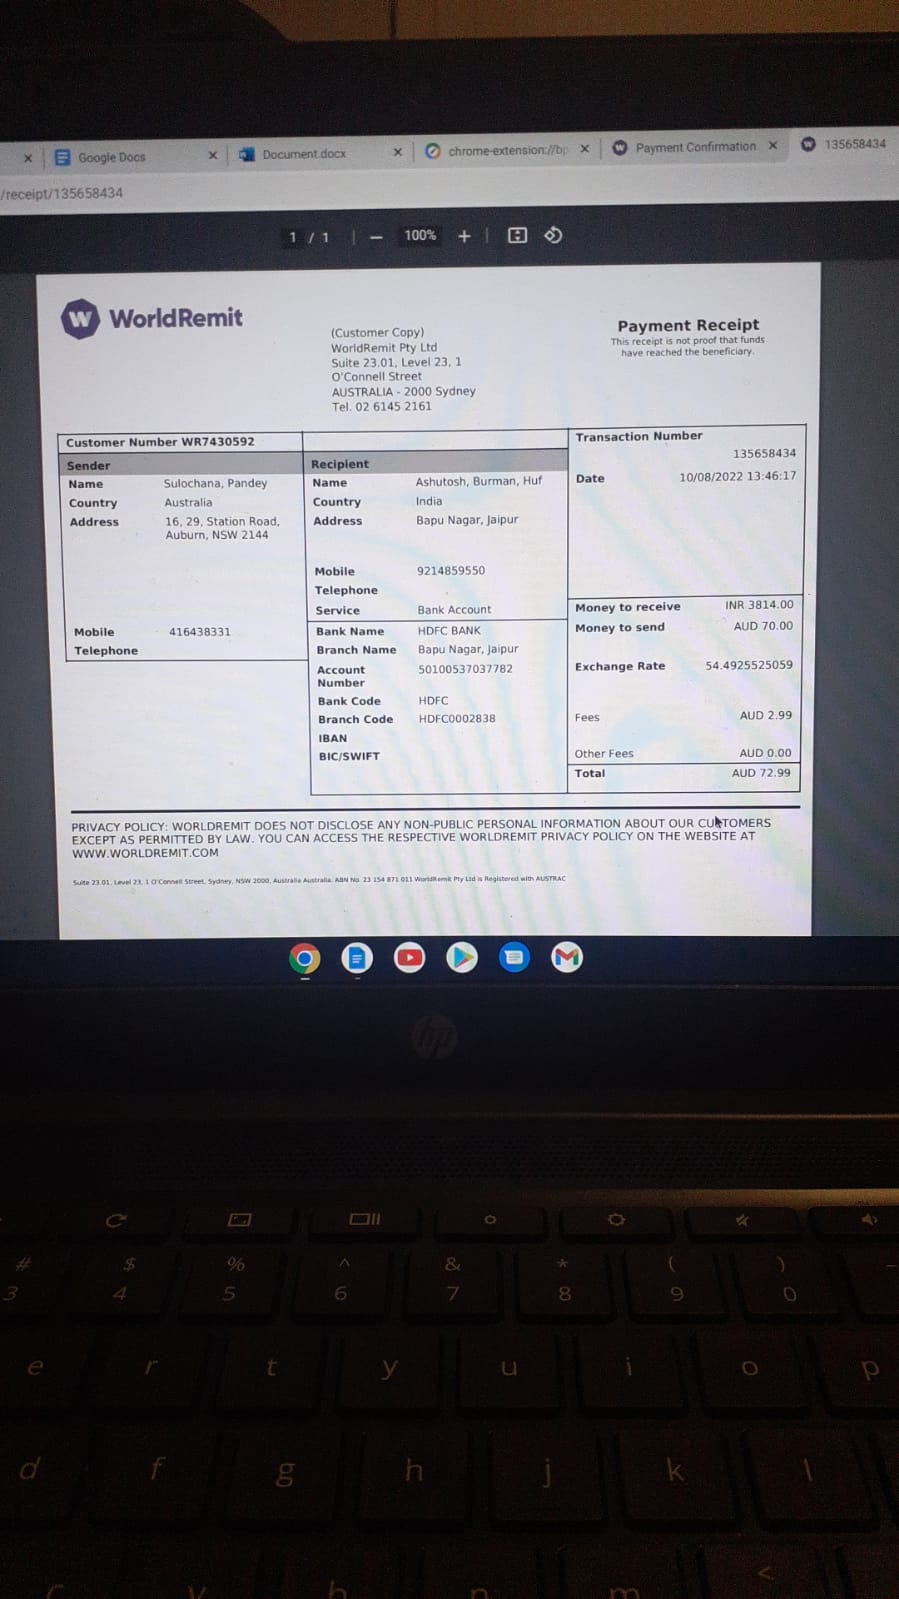 Google Docs
Document.docx
chrome-extension://bp
Payment Confirmation
135658434
/receipt/135658434
1 / 1
100%
WorldRemit
(Customer Copy)
WorldRemit Pty Ltd
Suite 23.01, Level 23, 1
O'Connell Street
AUSTRALIA - 2000 Sydney
Tel. 02 6145 2161
Payment Receipt
This receipt is not proof that funds
have reached the beneficiary.
Customer Number WR7430592
Sender
Name Sulochana, Pandey
Country Australia
Address 16, 29, Station Road,
Auburn, NSW 2144
Mobile 416438331
Telephone
Recipient
Name Ashutosh, Burman, Huf
Country India
Address Bapu Nagar, Jaipur
Mobile 9214859550
Telephone
Service Bank Account
Bank Name HDFC BANK
Branch Name Bapu Nagar, Jaipur
Account 50100537037782
Number
Bank Code HDFC
Branch Code HDFC0002838
IBAN
BIC/SWIFT
Transaction Number
135658434
Date 10/08/2022 13:46:17
Money to receive INR 3814.00
Money to send AUD 70.00
Exchange Rate 54.4925525059
Fees AUD 2.99
Other Fees AUD 0.00
Total AUD 72.99
PRIVACY POLICY: WORLDREMIT DOES NOT DISCLOSE ANY NON-PUBLIC PERSONAL INFORMATION ABOUT OUR CUSTOMERS
EXCEPT AS PERMITTED BY LAW. YOU CAN ACCESS THE RESPECTIVE WORLDREMIT PRIVACY POLICY ON THE WEBSITE AT
WWW.WORLDREMIT.COM
Suite 23.01, Level 23, 1 O'Connell Street, Sydney, NSW 2000, Australia Australia. ABN No. 23 154 871 011 WorldRemit Pty Ltd is Registered with AUSTRAC
hp
# $ % ^ & * ( )
3 4 5 6 7 8 9 0
e r t y u i o p
d f g h j k l
c v b n m <